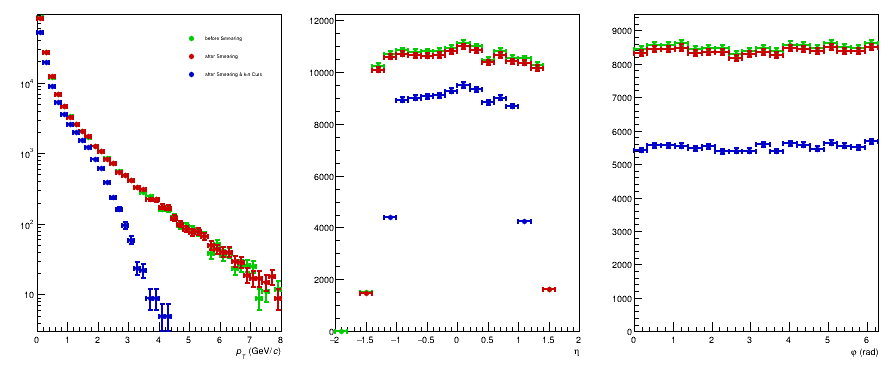 before Smearing
after Smearing
after Smearing & kin Cuts
10⁴
10³
10²
10
0 1 2 3 4 5 6 7 8
p_T (GeV/c)
12000
10000
8000
6000
4000
2000
0
−2 −1.5 −1 −0.5 0 0.5 1 1.5 2
η
9000
8000
7000
6000
5000
4000
3000
2000
1000
0
0 1 2 3 4 5 6
φ (rad)